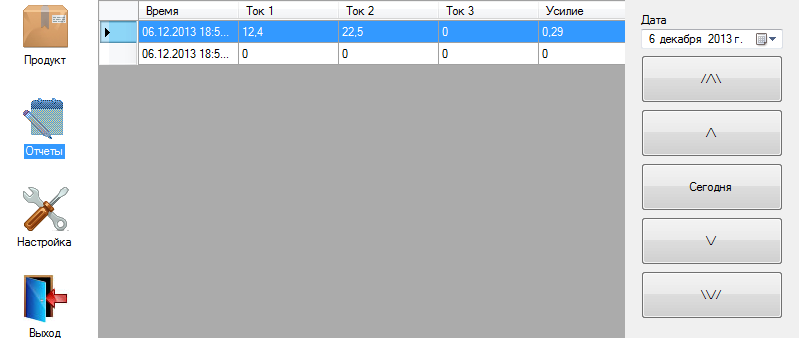 Продукт
Отчеты
Настройка
Выход
Время Ток 1 Ток 2 Ток 3 Усилие
06.12.2013 18:5... 12,4 22,5 0 0,29
06.12.2013 18:5... 0 0 0 0
Дата
6 декабря 2013 г.
/\/\
/\
Сегодня
\/
\/\/